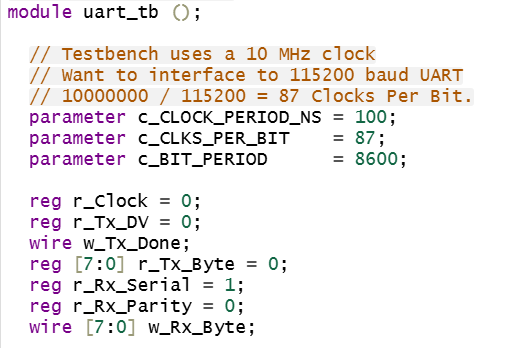 module uart_tb ();
// Testbench uses a 10 MHz clock
// Want to interface to 115200 baud UART
// 10000000 / 115200 = 87 Clocks Per Bit.
parameter c_CLOCK_PERIOD_NS = 100;
parameter c_CLKS_PER_BIT    = 87;
parameter c_BIT_PERIOD      = 8600;
reg r_Clock = 0;
reg r_Tx_DV = 0;
wire w_Tx_Done;
reg [7:0] r_Tx_Byte = 0;
reg r_Rx_Serial = 1;
reg r_Rx_Parity = 0;
wire [7:0] w_Rx_Byte;